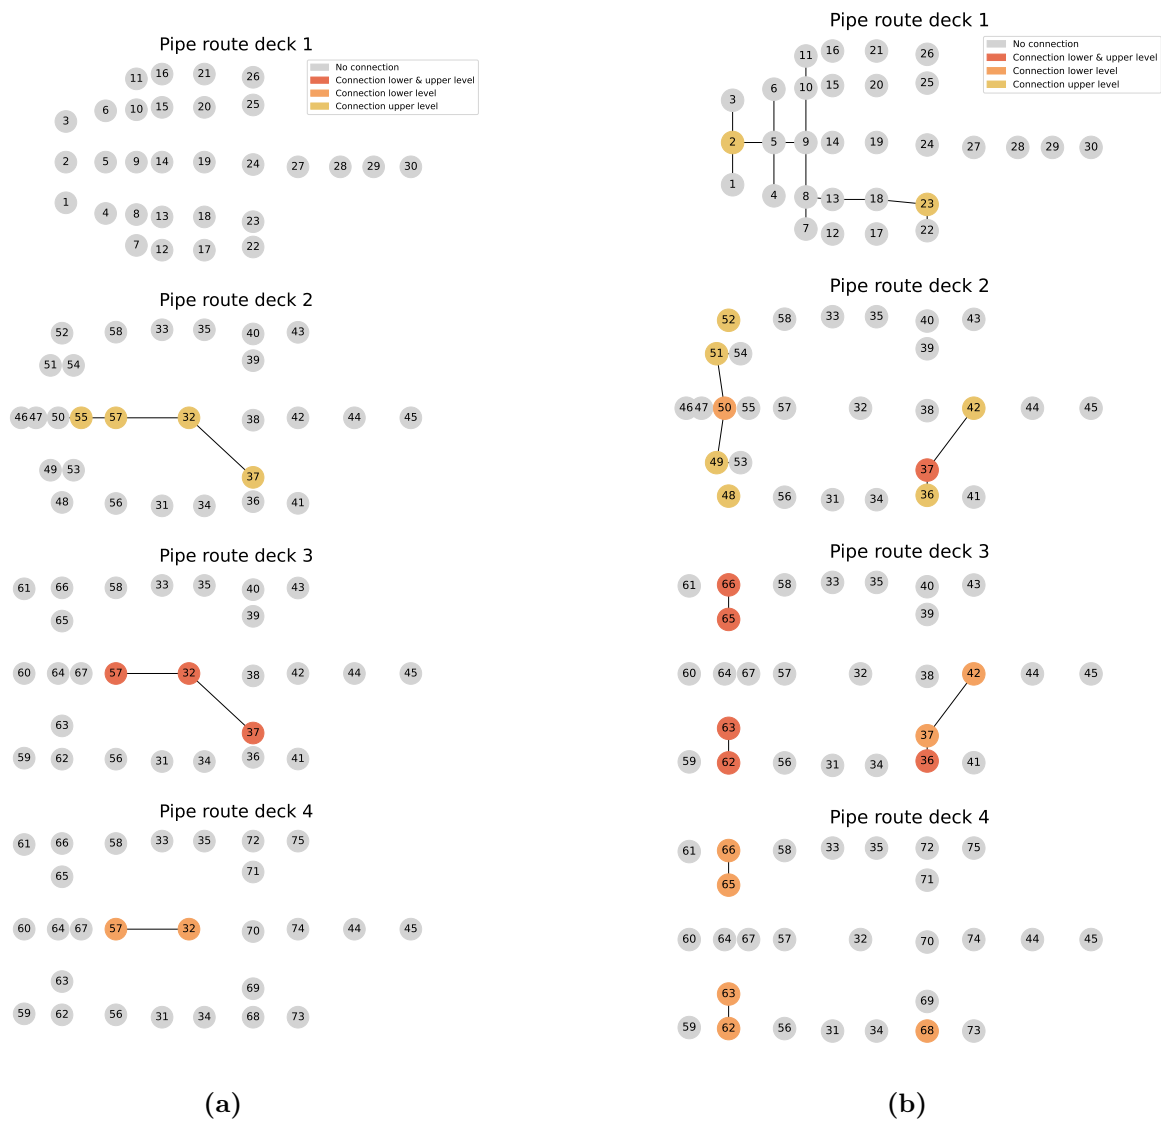 Pipe route deck 1
No connection
Connection lower & upper level
Connection lower level
Connection upper level
11 16 21 26
6 10 15 20 25
3
2 5 9 14 19 24 27 28 29 30
1
4 8 13 18 23
7 12 17 22
Pipe route deck 2
52 58 33 35 40 43
51 54 39
46 47 50 55 57 32 38 42 44 45
49 53 37
48 56 31 34 36 41
Pipe route deck 3
61 66 58 33 35 40 43
65 39
60 64 67 57 32 38 42 44 45
63 37
59 62 56 31 34 36 41
Pipe route deck 4
61 66 58 33 35 72 75
65 71
60 64 67 57 32 70 74 44 45
63 69
59 62 56 31 34 68 73
(a)
Pipe route deck 1
No connection
Connection lower & upper level
Connection lower level
Connection upper level
11 16 21 26
3 6 10 15 20 25
2 5 9 14 19 24 27 28 29 30
1 4 8 13 18 23
7 12 17 22
Pipe route deck 2
52 58 33 35 40 43
51 54 39
46 47 50 55 57 32 38 42 44 45
49 53 37
48 56 31 34 36 41
Pipe route deck 3
61 66 58 33 35 40 43
65 39
60 64 67 57 32 38 42 44 45
63 37
59 62 56 31 34 36 41
Pipe route deck 4
61 66 58 33 35 72 75
65 71
60 64 67 57 32 70 74 44 45
63 69
59 62 56 31 34 68 73
(b)